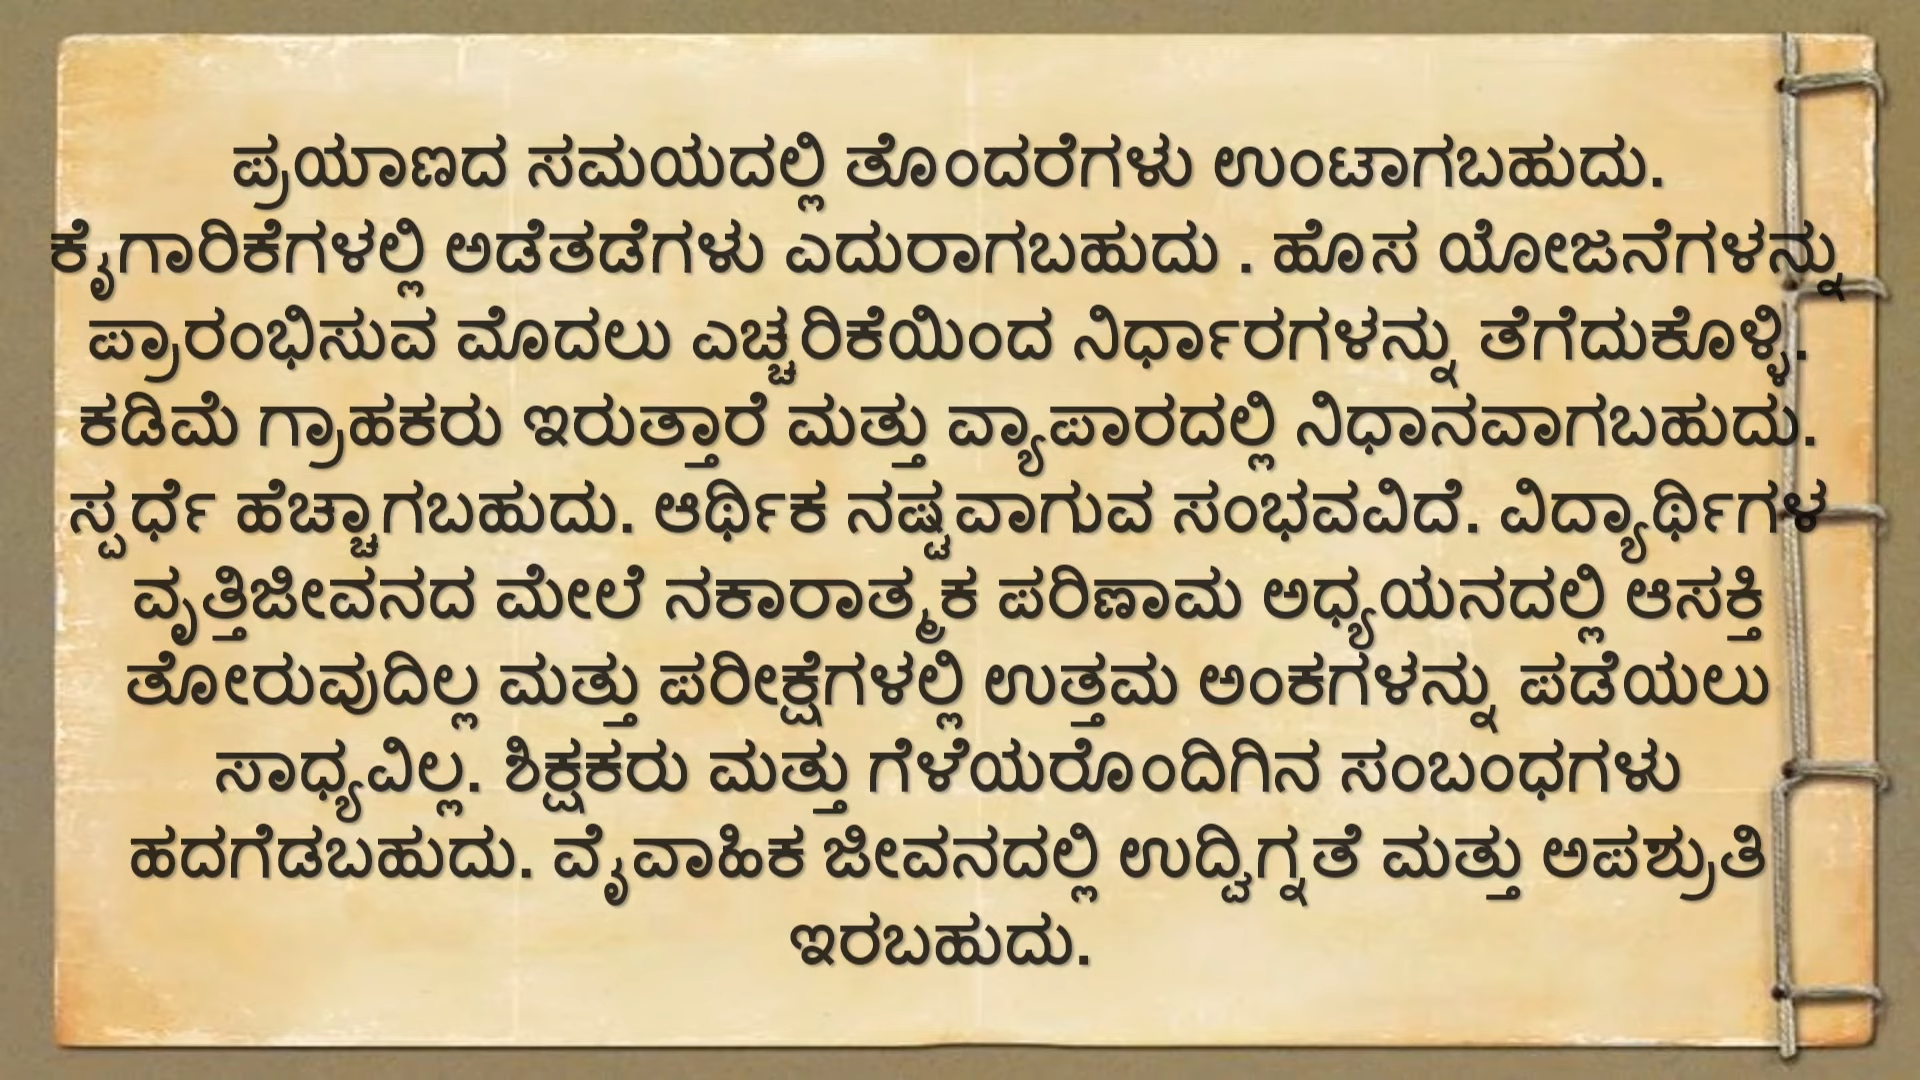 ಪ್ರಯಾಣದ ಸಮಯದಲ್ಲಿ ತೊಂದರೆಗಳು ಉಂಟಾಗಬಹುದು.
ಕೈಗಾರಿಕೆಗಳಲ್ಲಿ ಅಡೆತಡೆಗಳು ಎದುರಾಗಬಹುದು . ಹೊಸ ಯೋಜನೆಗಳನ್ನು
ಪ್ರಾರಂಭಿಸುವ ಮೊದಲು ಎಚ್ಚರಿಕೆಯಿಂದ ನಿರ್ಧಾರಗಳನ್ನು ತೆಗೆದುಕೊಳ್ಳಿ.
ಕಡಿಮೆ ಗ್ರಾಹಕರು ಇರುತ್ತಾರೆ ಮತ್ತು ವ್ಯಾಪಾರದಲ್ಲಿ ನಿಧಾನವಾಗಬಹುದು.
ಸ್ಪರ್ಧೆ ಹೆಚ್ಚಾಗಬಹುದು. ಆರ್ಥಿಕ ನಷ್ಟವಾಗುವ ಸಂಭವವಿದೆ. ವಿದ್ಯಾರ್ಥಿಗಳ
ವೃತ್ತಿಜೀವನದ ಮೇಲೆ ನಕಾರಾತ್ಮಕ ಪರಿಣಾಮ ಅಧ್ಯಯನದಲ್ಲಿ ಆಸಕ್ತಿ
ತೋರುವುದಿಲ್ಲ ಮತ್ತು ಪರೀಕ್ಷೆಗಳಲ್ಲಿ ಉತ್ತಮ ಅಂಕಗಳನ್ನು ಪಡೆಯಲು
ಸಾಧ್ಯವಿಲ್ಲ. ಶಿಕ್ಷಕರು ಮತ್ತು ಗೆಳೆಯರೊಂದಿಗಿನ ಸಂಬಂಧಗಳು
ಹದಗೆಡಬಹುದು. ವೈವಾಹಿಕ ಜೀವನದಲ್ಲಿ ಉದ್ವಿಗ್ನತೆ ಮತ್ತು ಅಪಶ್ರುತಿ
ಇರಬಹುದು.